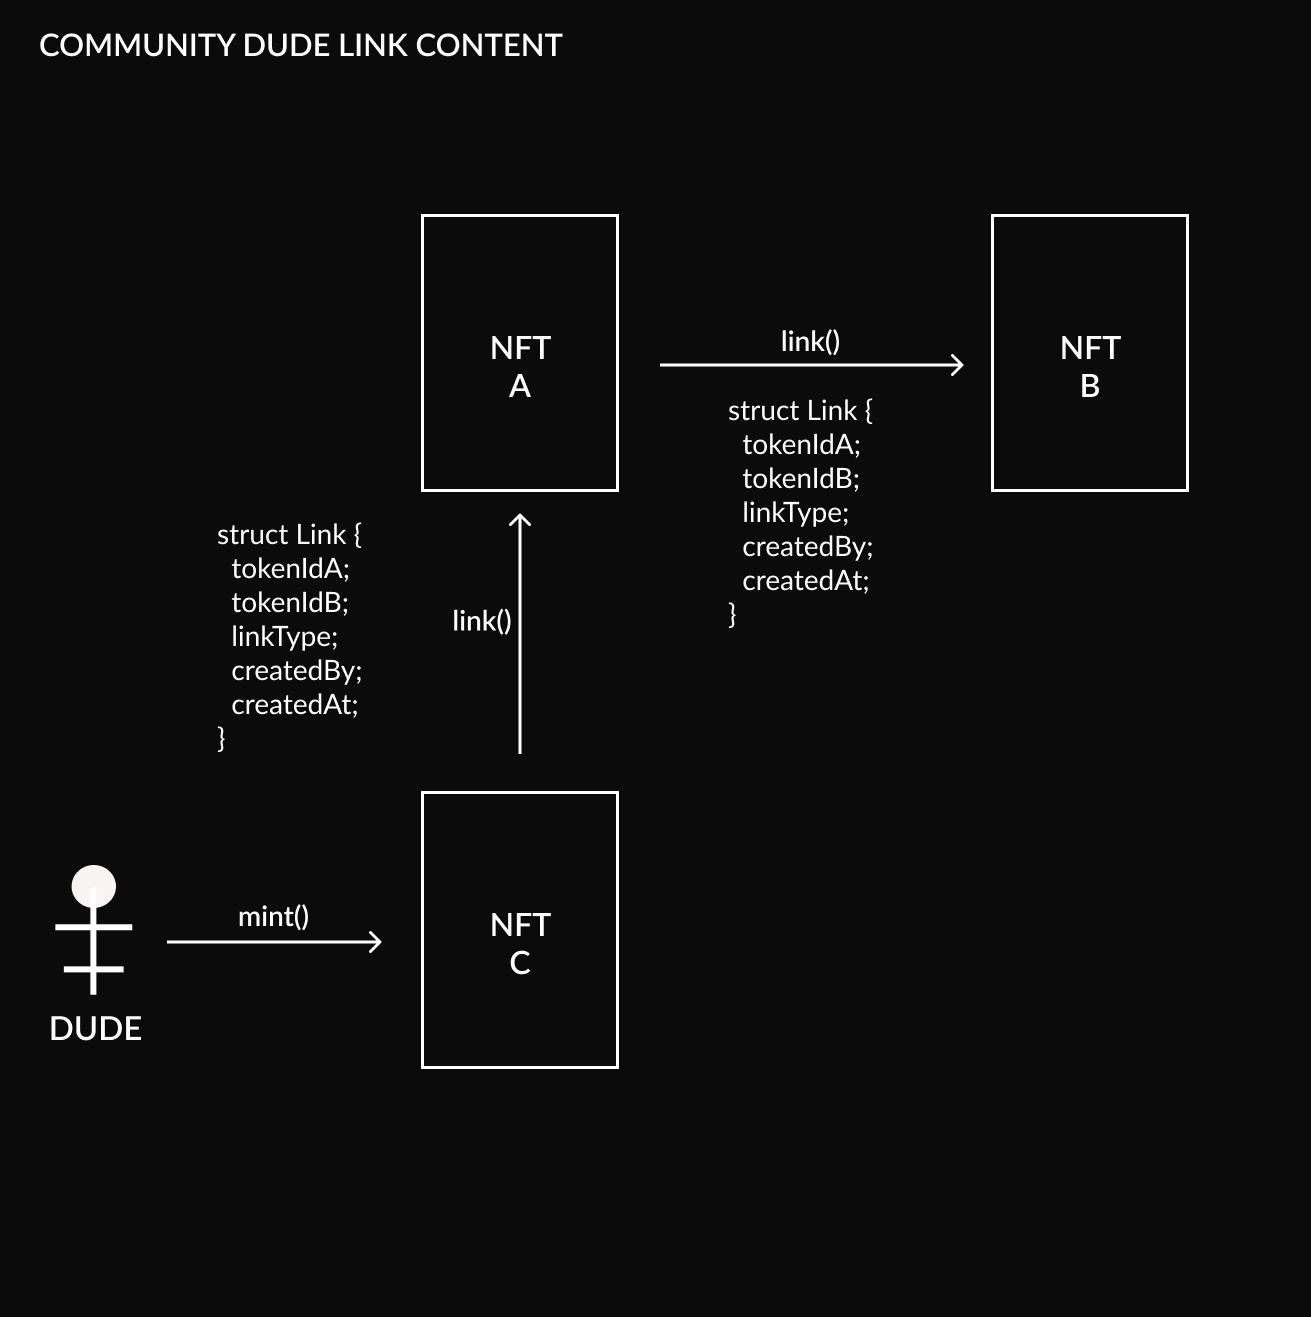 COMMUNITY DUDE LINK CONTENT
NFT
A
link()
NFT
B
struct Link {
tokenIdA;
tokenIdB;
linkType;
createdBy;
createdAt;
}
struct Link {
tokenIdA;
tokenIdB;
linkType;
createdBy;
createdAt;
}
link()
mint()
DUDE
NFT
C